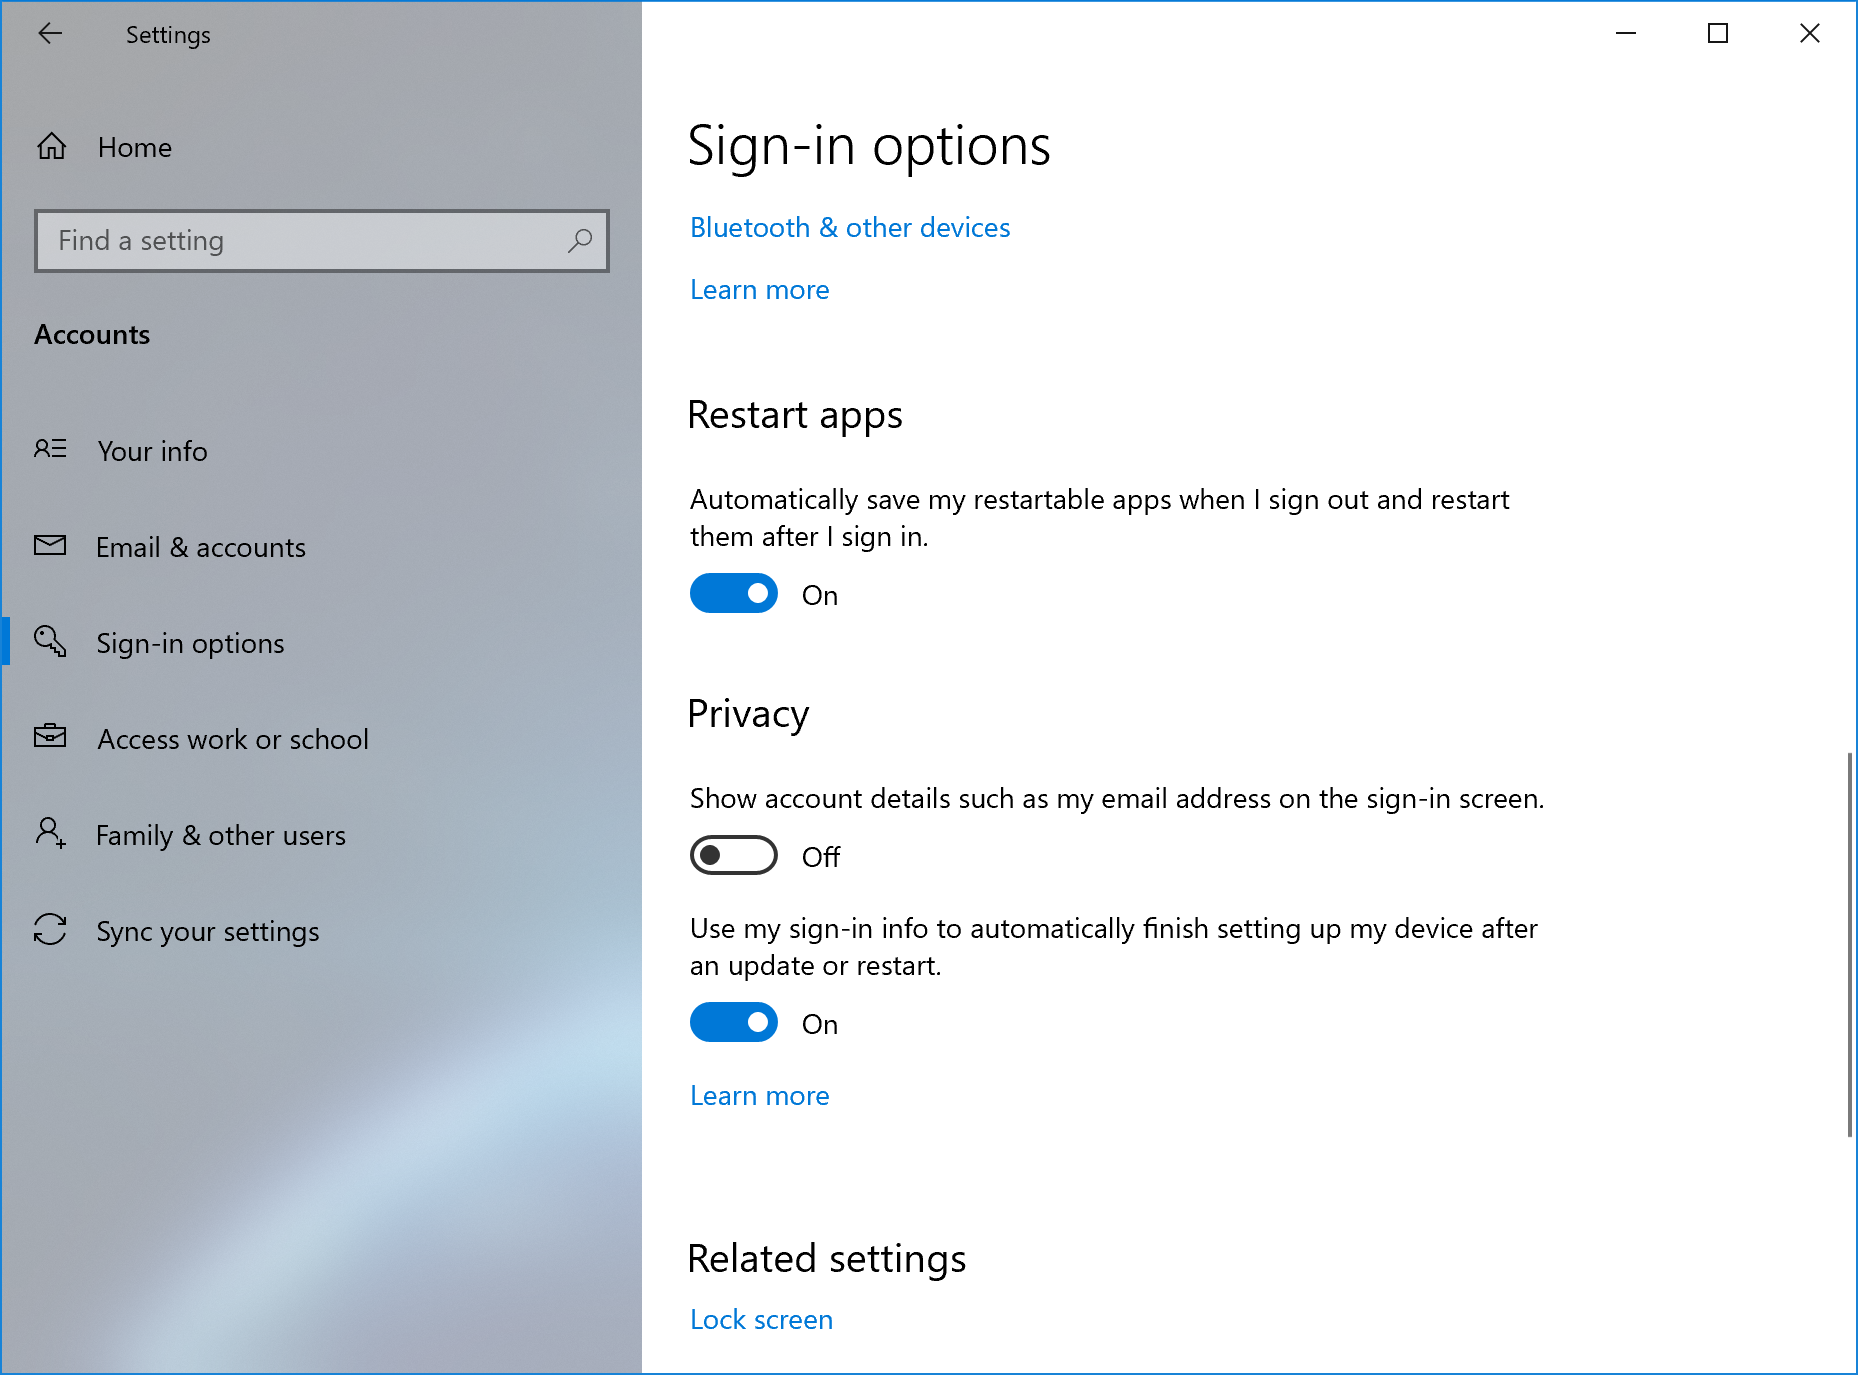 Settings
Home
Find a setting
Accounts
Your info
Email & accounts
Sign-in options
Access work or school
Family & other users
Sync your settings
Sign-in options
Bluetooth & other devices
Learn more
Restart apps
Automatically save my restartable apps when I sign out and restart
them after I sign in.
On
Privacy
Show account details such as my email address on the sign-in screen.
Off
Use my sign-in info to automatically finish setting up my device after
an update or restart.
On
Learn more
Related settings
Lock screen